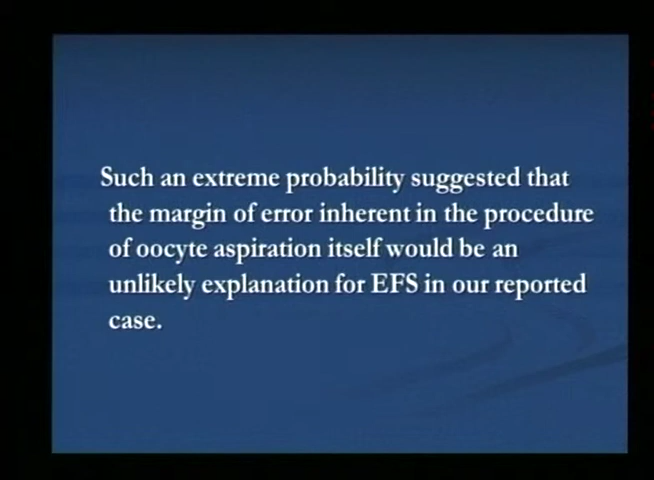 Such an extreme probability suggested that
the margin of error inherent in the procedure
of oocyte aspiration itself would be an
unlikely explanation for EFS in our reported
case.